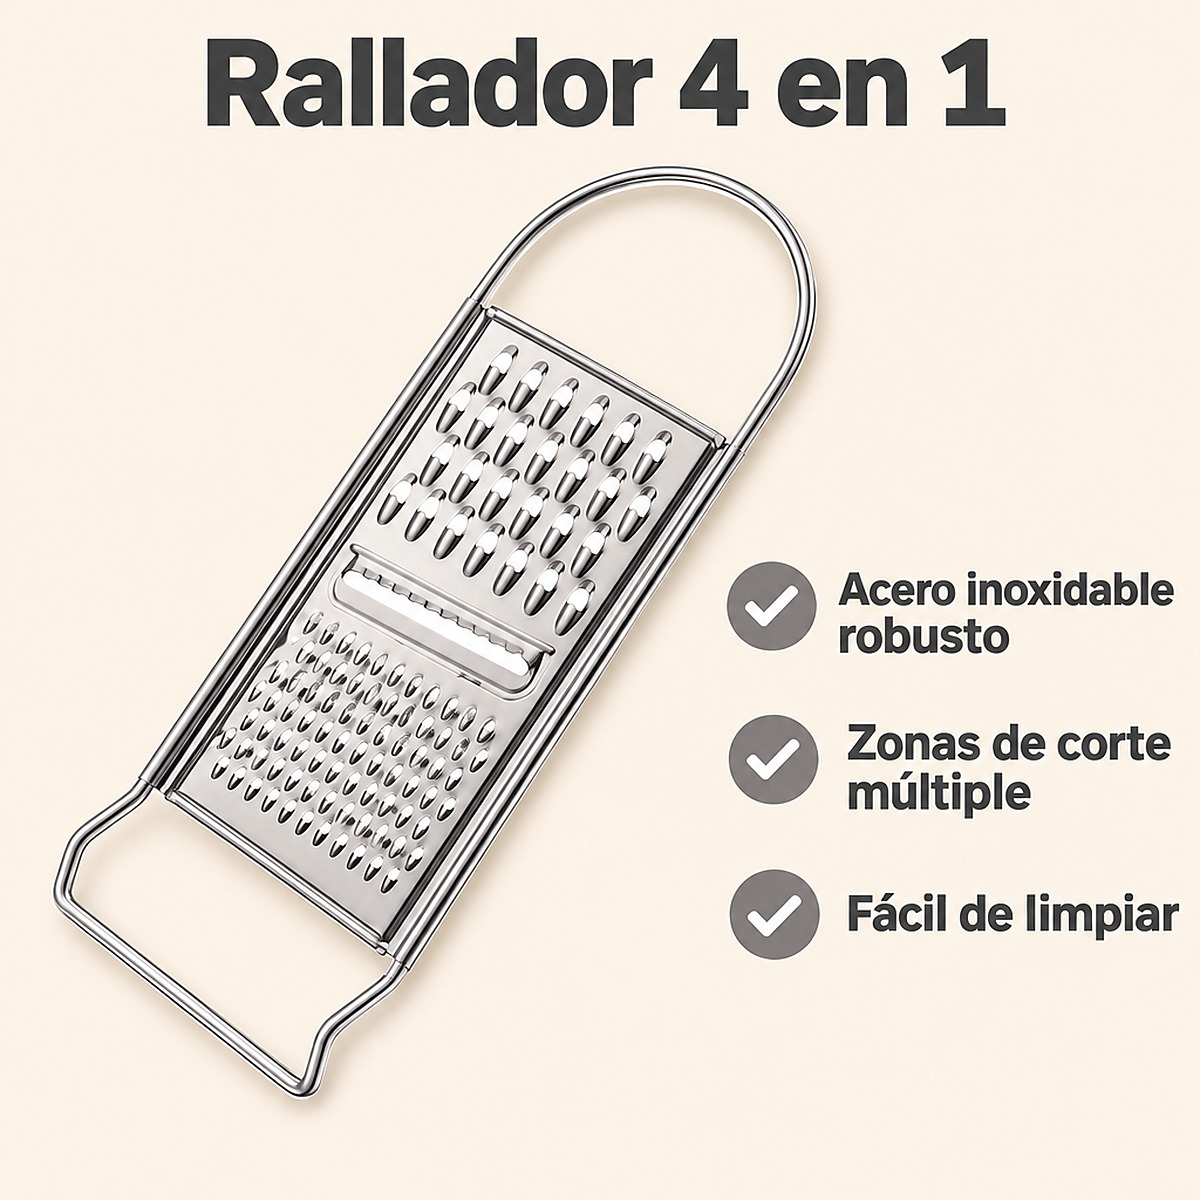 Rallador 4 en 1
Acero inoxidable
robusto
Zonas de corte
múltiple
Fácil de limpiar